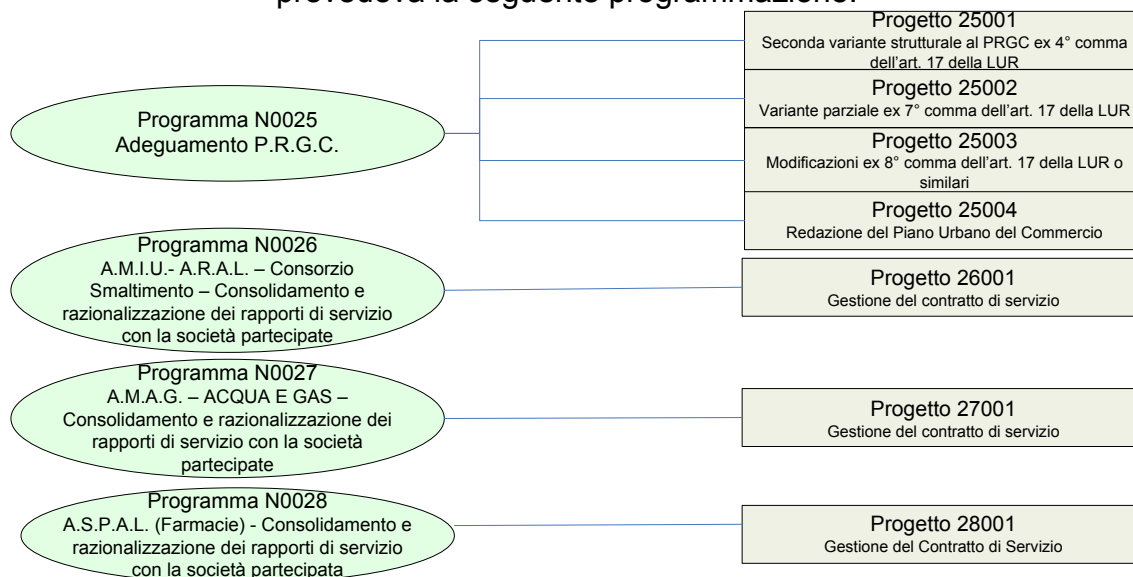 prevedeva la seguente programmazione:
Programma N0025
Adeguamento P.R.G.C.
Progetto 25001
Seconda variante strutturale al PRGC ex 4° comma
dell'art. 17 della LUR
Progetto 25002
Variante parziale ex 7° comma dell'art. 17 della LUR
Progetto 25003
Modificazioni ex 8° comma dell'art. 17 della LUR o
similari
Progetto 25004
Redazione del Piano Urbano del Commercio
Programma N0026
A.M.I.U.- A.R.A.L. – Consorzio
Smaltimento – Consolidamento e
razionalizzazione dei rapporti di servizio
con la società partecipate
Progetto 26001
Gestione del contratto di servizio
Programma N0027
A.M.A.G. – ACQUA E GAS –
Consolidamento e razionalizzazione dei
rapporti di servizio con la società
partecipate
Progetto 27001
Gestione del contratto di servizio
Programma N0028
A.S.P.A.L. (Farmacie) - Consolidamento e
razionalizzazione dei rapporti di servizio
con la società partecipata
Progetto 28001
Gestione del Contratto di Servizio